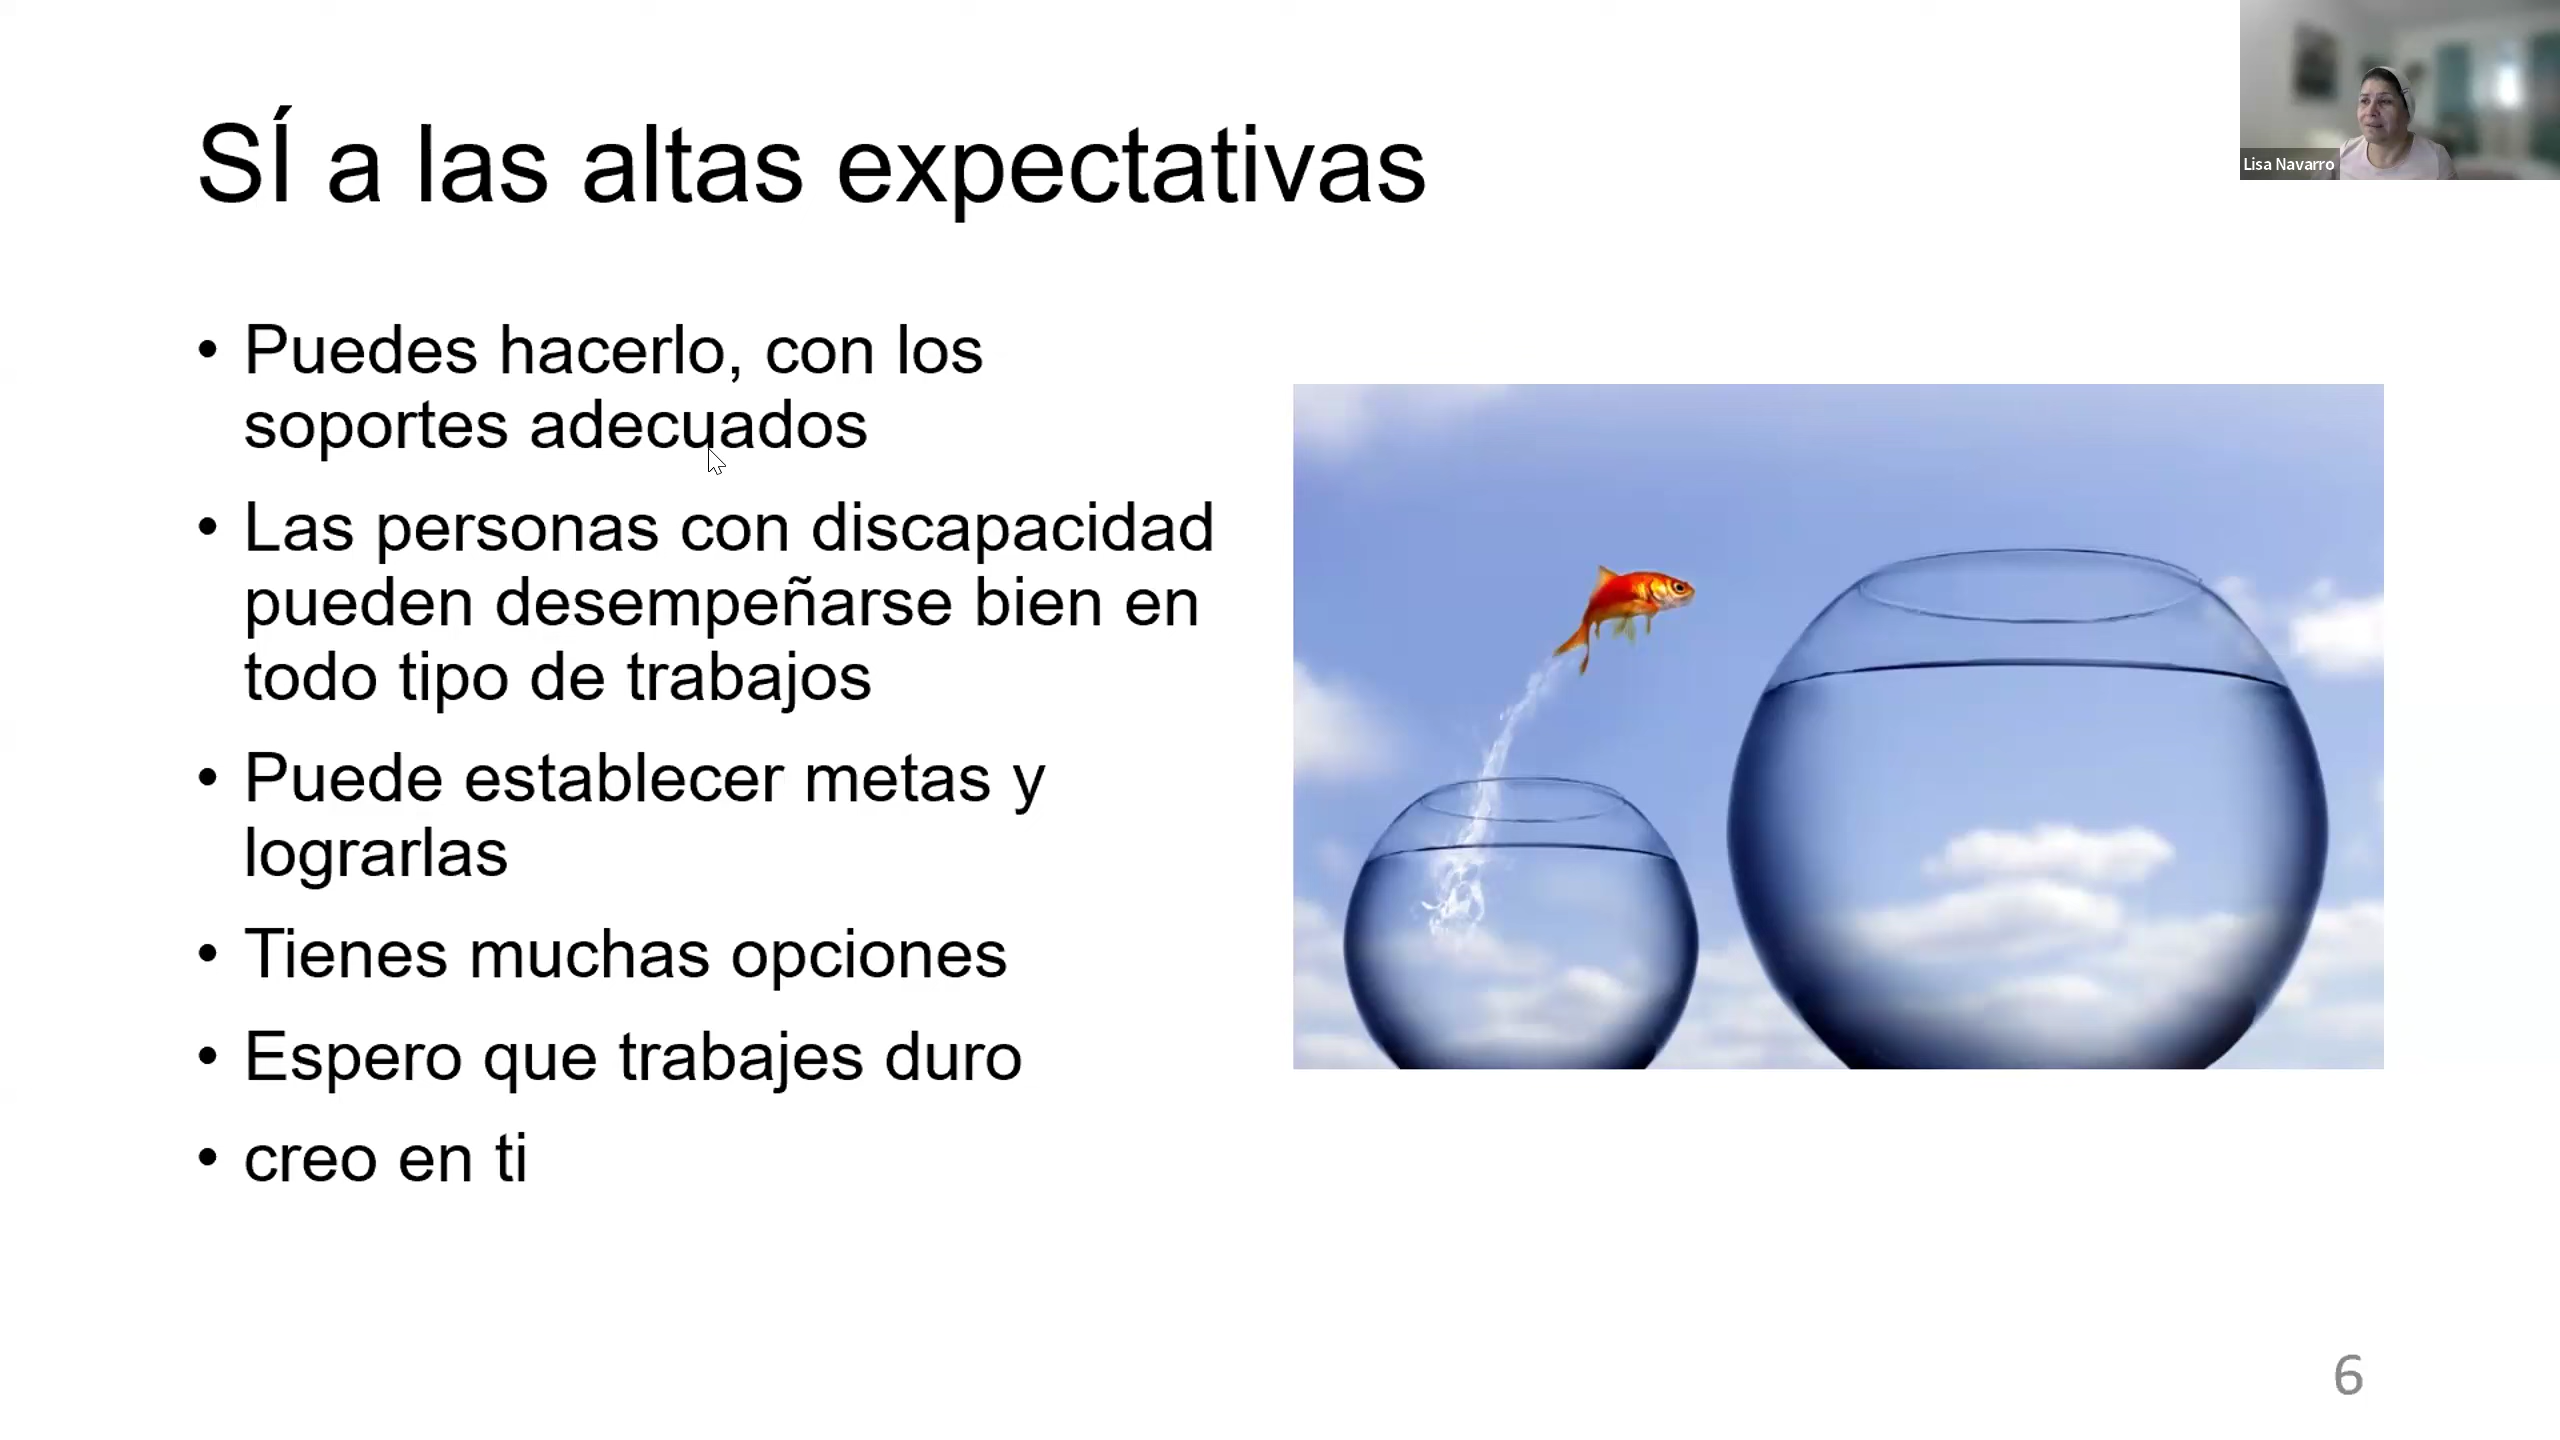 SÍ a las altas expectativas
Lisa Navarro
• Puedes hacerlo, con los
soportes adecuados
• Las personas con discapacidad
pueden desempeñarse bien en
todo tipo de trabajos
• Puede establecer metas y
lograrlas
• Tienes muchas opciones
• Espero que trabajes duro
• creo en ti
6